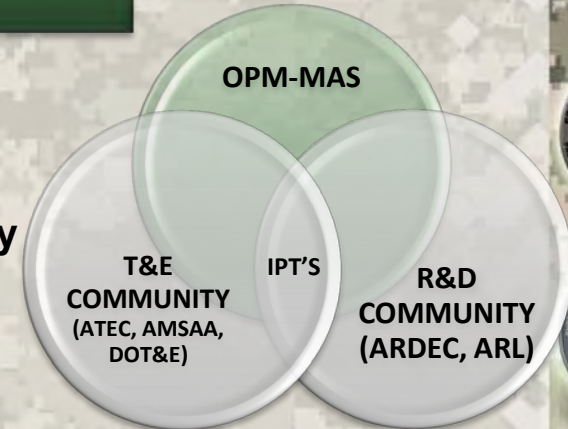 OPM-MAS
y
T&E
COMMUNITY
(ATEC, AMSAA,
DOT&E)
IPT'S
R&D
COMMUNITY
(ARDEC, ARL)